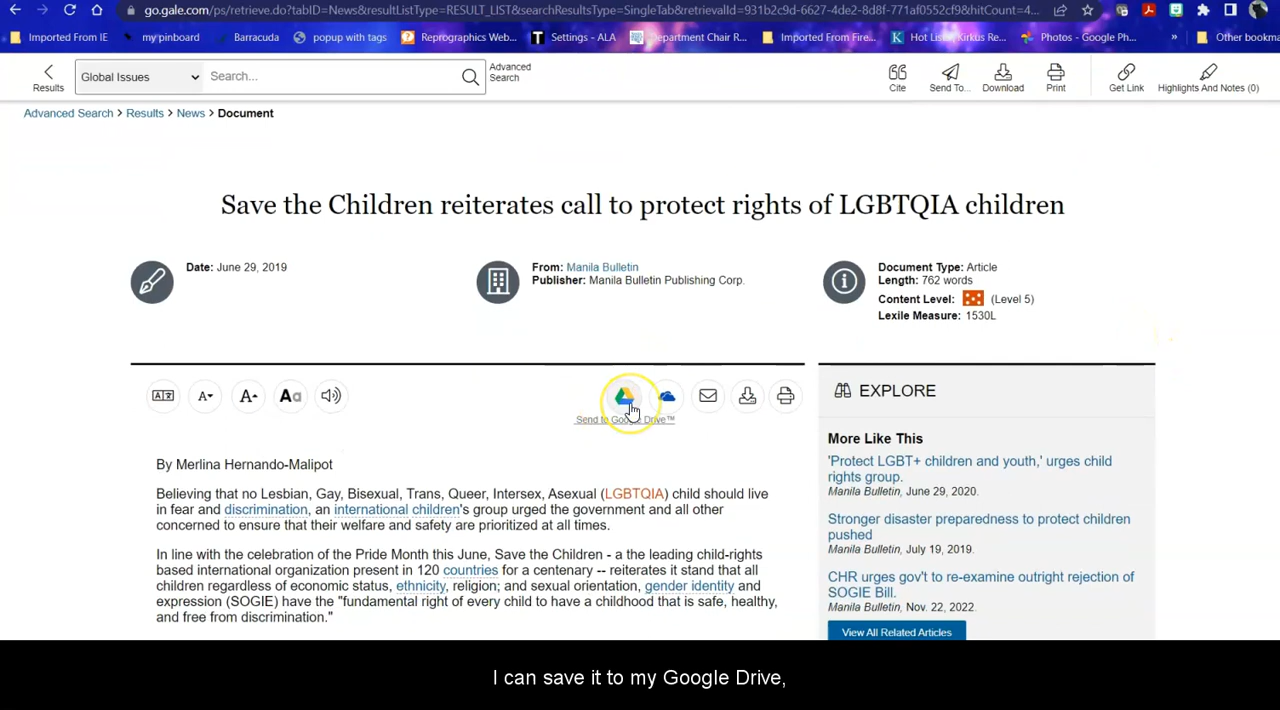 go.gale.com/ps/retrieve.do?tabID=News&resultListType=RESULT_LIST&searchResultsType=SingleTab&retrievalId=931b2c9d-6627-4de2-8d8f-771af0552cf9&hitCount=4...
Imported From IE my pinboard Barracuda popup with tags Reprographics Web... Settings - ALA Department Chair R... Imported From Fire... Hot List | Kirkus Re... Photos - Google Ph... » Other bookma
Results
Global Issues Search... Advanced Search
Cite Send To... Download Print Get Link Highlights And Notes (0)
Advanced Search > Results > News > Document
Save the Children reiterates call to protect rights of LGBTQIA children
Date: June 29, 2019
From: Manila Bulletin
Publisher: Manila Bulletin Publishing Corp.
Document Type: Article
Length: 762 words
Content Level: (Level 5)
Lexile Measure: 1530L
A A Aa
Send to Google Drive™
By Merlina Hernando-Malipot
Believing that no Lesbian, Gay, Bisexual, Trans, Queer, Intersex, Asexual (LGBTQIA) child should live
in fear and discrimination, an international children's group urged the government and all other
concerned to ensure that their welfare and safety are prioritized at all times.
In line with the celebration of the Pride Month this June, Save the Children - a the leading child-rights
based international organization present in 120 countries for a centenary -- reiterates it stand that all
children regardless of economic status, ethnicity, religion; and sexual orientation, gender identity and
expression (SOGIE) have the "fundamental right of every child to have a childhood that is safe, healthy,
and free from discrimination."
EXPLORE
More Like This
'Protect LGBT+ children and youth,' urges child
rights group.
Manila Bulletin, June 29, 2020.
Stronger disaster preparedness to protect children
pushed
Manila Bulletin, July 19, 2019.
CHR urges gov't to re-examine outright rejection of
SOGIE Bill.
Manila Bulletin, Nov. 22, 2022.
View All Related Articles
I can save it to my Google Drive,